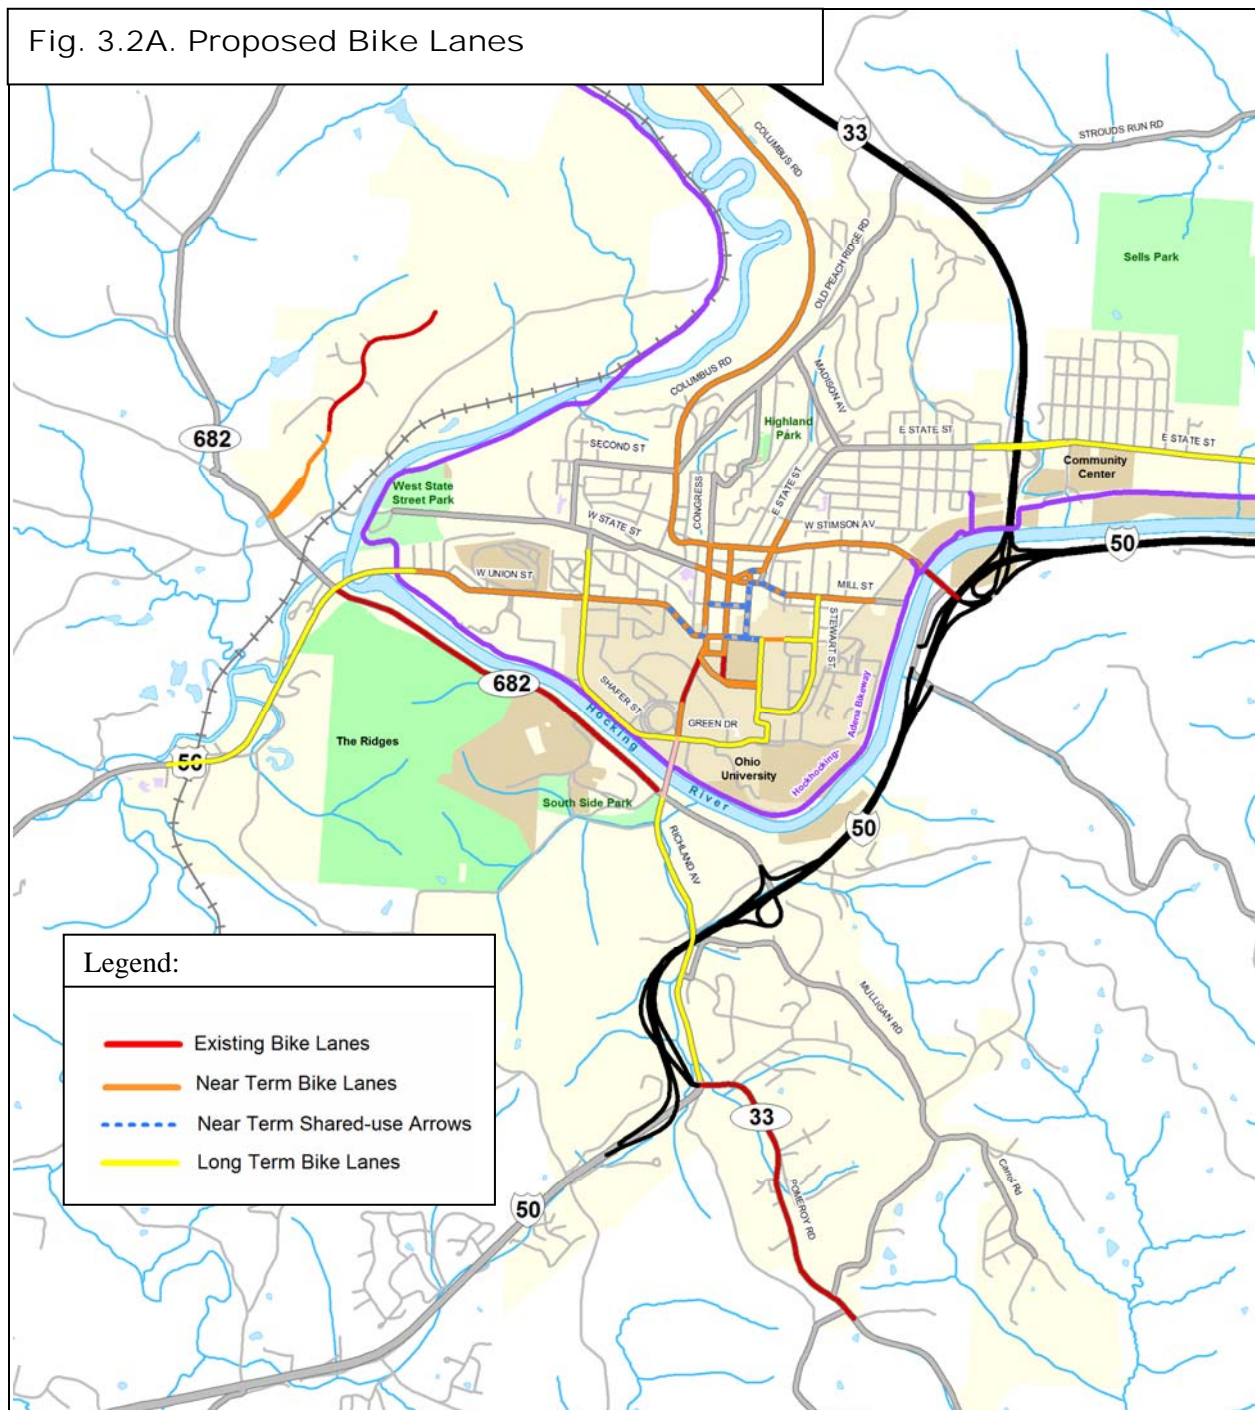 Fig. 3.2A. Proposed Bike Lanes
33
STROUDS RUN RD
COLUMBUS RD
OLD PEACH RIDGE RD
Sells Park
COLUMBUS RD
MADISON AV
682
Highland
Park
E STATE ST
E STATE ST
SECOND ST
Community
Center
West State
Street Park
CONGRESS
E STATE ST
W STATE ST
W STIMSON AV
50
W UNION ST
MILL ST
STEWART ST
682
SHAFER ST
Hocking
River
GREEN DR
Hockhocking-
Adena Bikeway
The Ridges
56
Ohio
University
South Side Park
50
RICHLAND AV
MULLIGAN RD
Legend:
Existing Bike Lanes
Near Term Bike Lanes
Near Term Shared-use Arrows
Long Term Bike Lanes
33
Carrol Rd
POMEROY RD
50